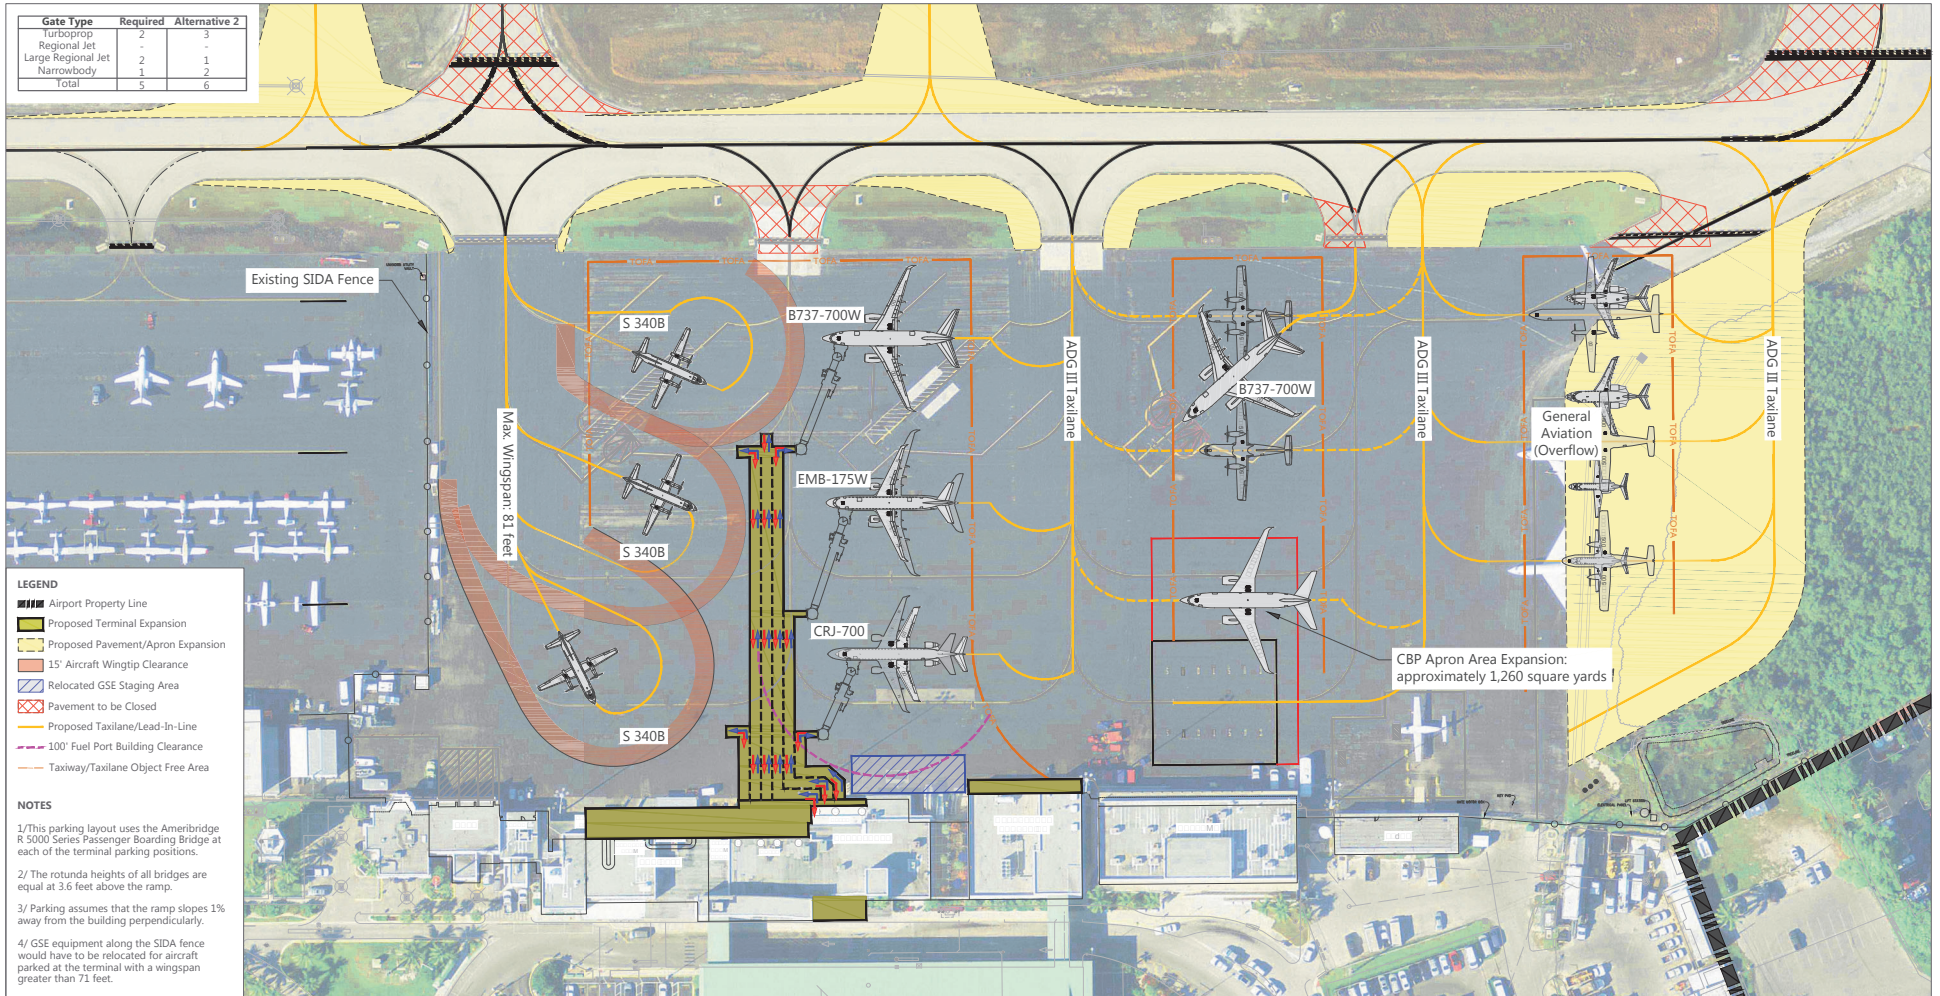 Gate Type Required Alternative 2
Turboprop 2 3
Regional Jet - -
Large Regional Jet 2 1
Narrowbody 1 2
Total 5 6
Existing SIDA Fence
S 340B
B737-700W
TOFA
TOFA
ADG III Taxilane
B737-700W
ADG III Taxilane
General
Aviation
(Overflow)
TOFA
TOFA
TOFA
ADG III Taxilane
Max. Wingspan: 81 feet
EMB-175W
S 340B
CRJ-700
S 340B
CBP Apron Area Expansion:
approximately 1,260 square yards
LEGEND
Airport Property Line
Proposed Terminal Expansion
Proposed Pavement/Apron Expansion
15' Aircraft Wingtip Clearance
Relocated GSE Staging Area
Pavement to be Closed
Proposed Taxilane/Lead-In-Line
100' Fuel Port Building Clearance
Taxiway/Taxilane Object Free Area
NOTES
1/This parking layout uses the Ameribridge
R 5000 Series Passenger Boarding Bridge at
each of the terminal parking positions.
2/ The rotunda heights of all bridges are
equal at 3.6 feet above the ramp.
3/ Parking assumes that the ramp slopes 1%
away from the building perpendicularly.
4/ GSE equipment along the SIDA fence
would have to be relocated for aircraft
parked at the terminal with a wingspan
greater than 71 feet.